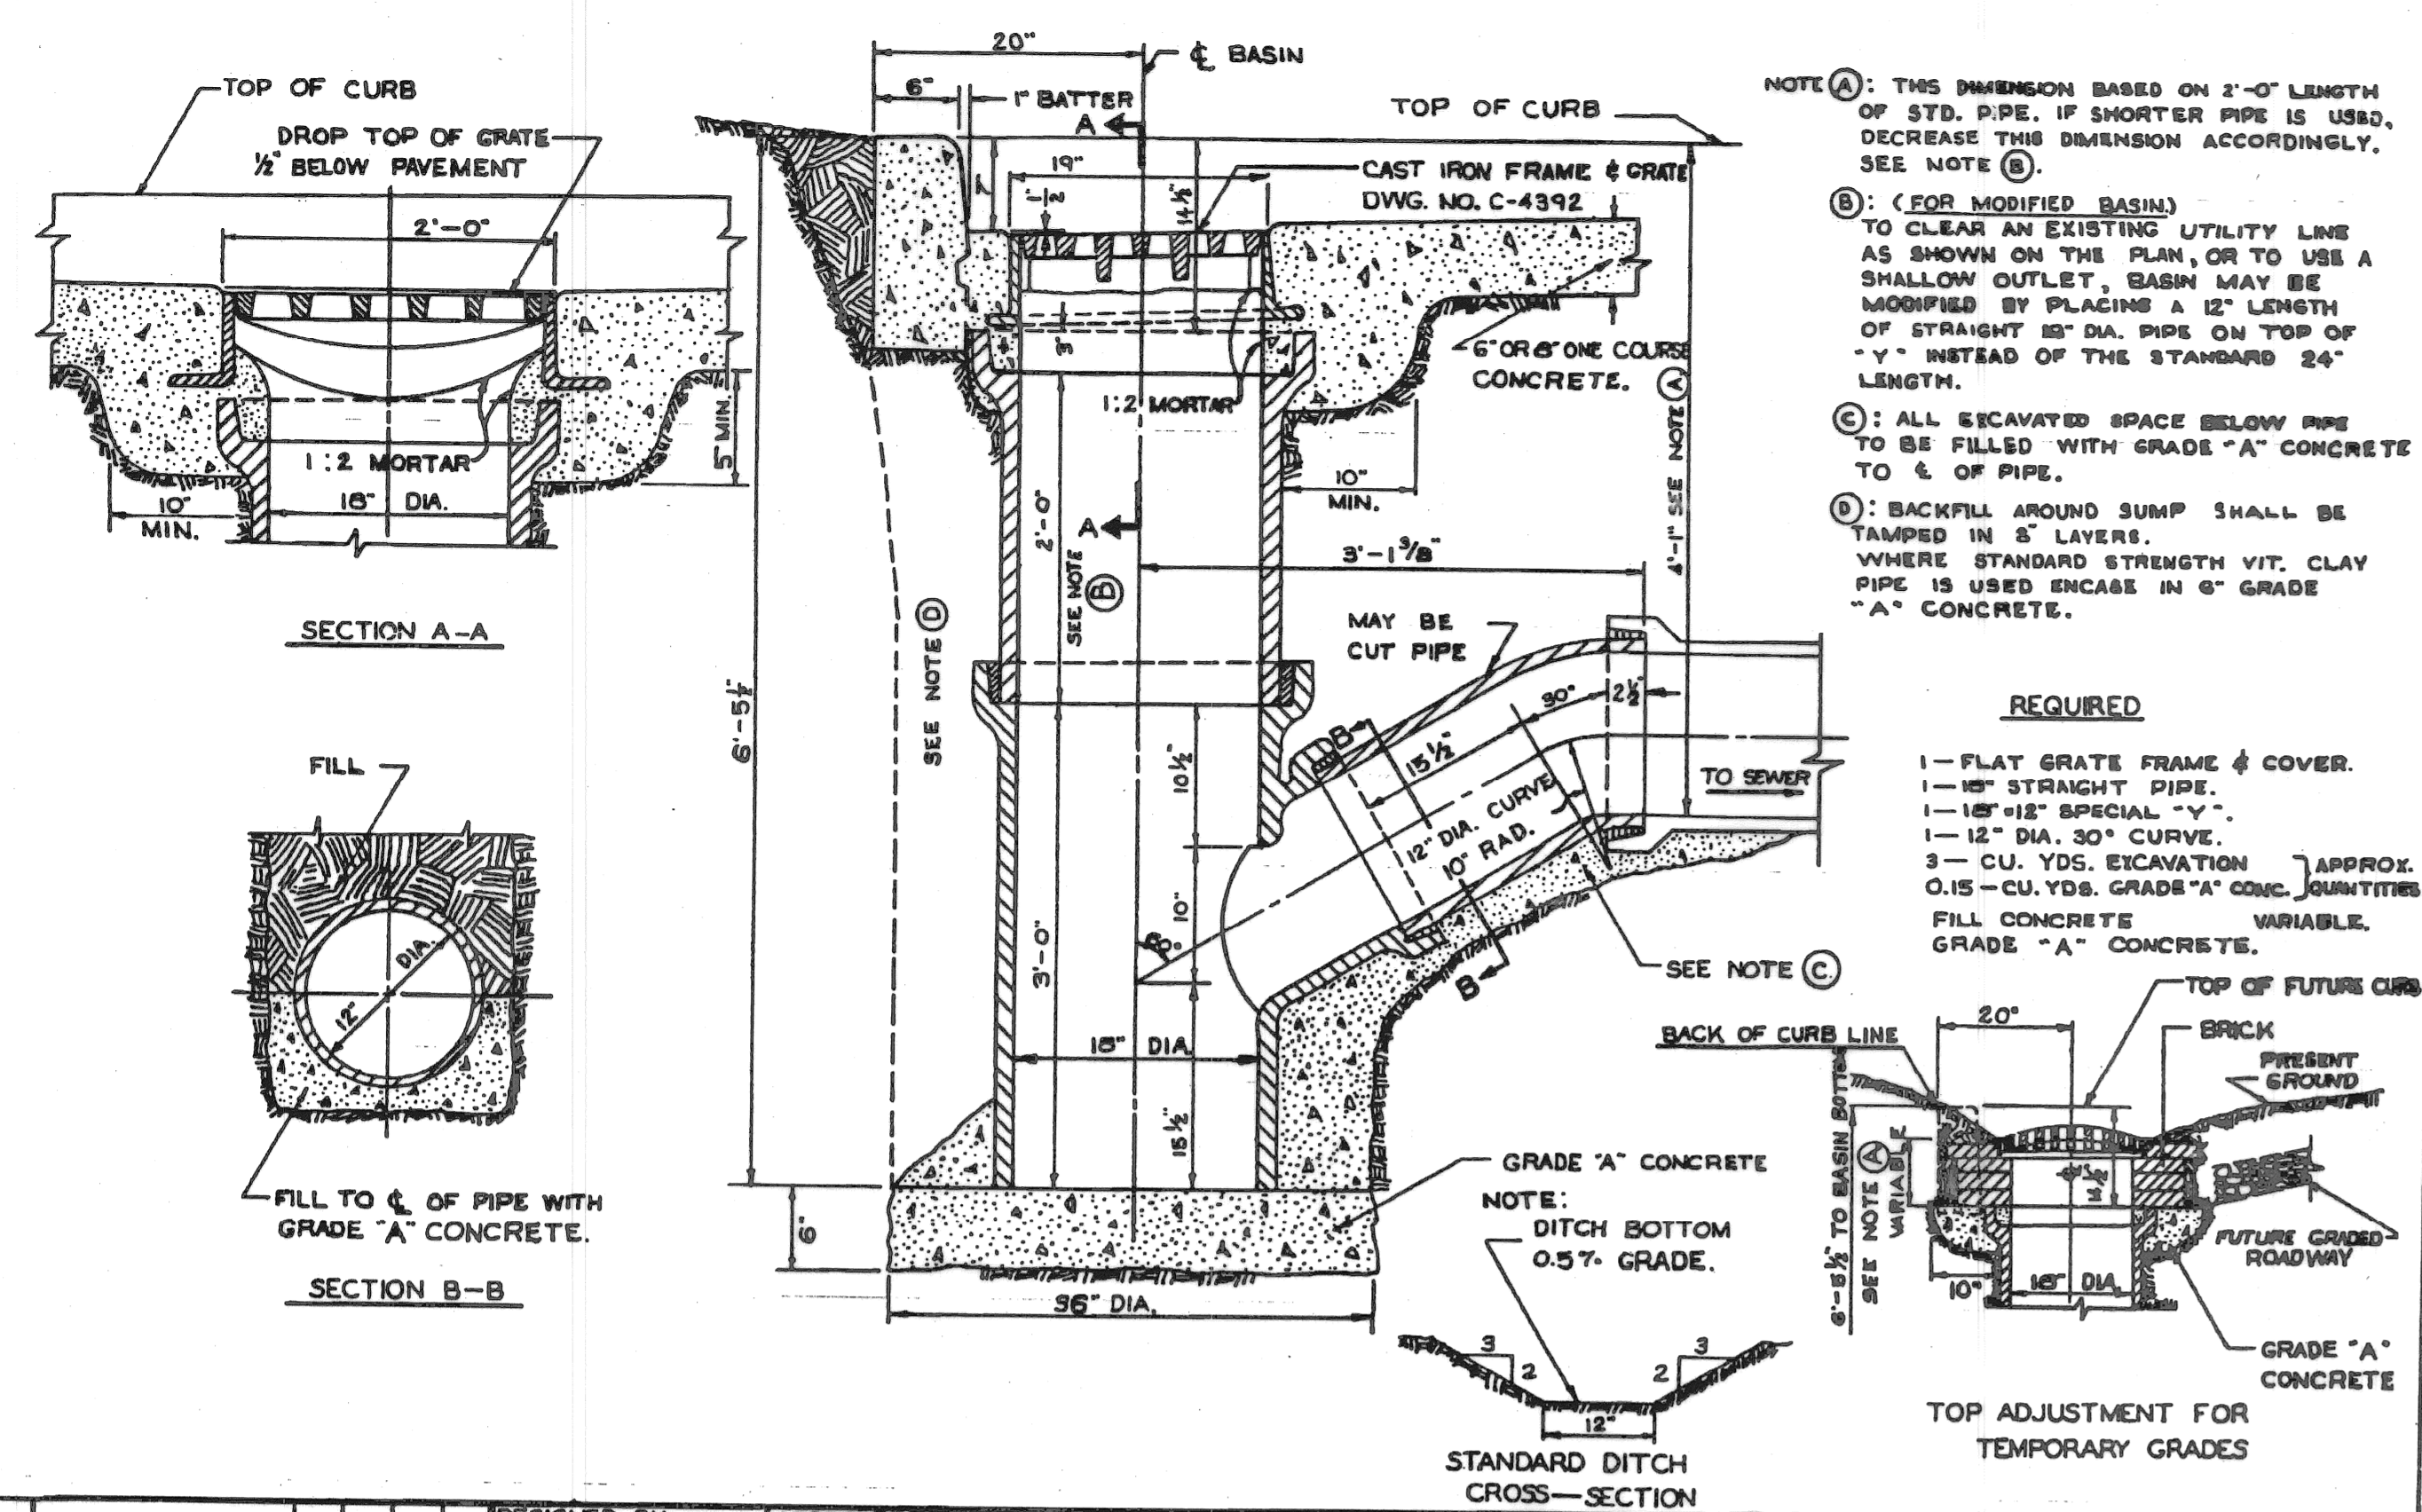 TOP OF CURB
DROP TOP OF GRATE
½" BELOW PAVEMENT
2'-0"
1:2 MORTAR
5" MIN.
10"
MIN.
18" DIA.
SECTION A-A
FILL
12"
DIA.
FILL TO ℄ OF PIPE WITH
GRADE "A" CONCRETE.
SECTION B-B
20"
℄ BASIN
6"
1" BATTER
A
TOP OF CURB
7"
19"
½"
14½"
CAST IRON FRAME & GRATE
DWG. NO. C-4392
3"
6" OR 8" ONE COURSE
CONCRETE.
1:2 MORTAR
10"
MIN.
A
2'-0"
SEE NOTE
B
3'-1⅜"
4'-1" SEE NOTE A
SEE NOTE D
6'-5½"
MAY BE
CUT PIPE
30°
2½"
B
15½"
12" DIA. CURVE
10" RAD.
TO SEWER
10½"
10"
3'-0"
B
SEE NOTE C
18" DIA.
15½"
6"
GRADE "A" CONCRETE
36" DIA.
NOTE:
DITCH BOTTOM
0.5% GRADE.
3
2
3
2
12"
STANDARD DITCH
CROSS—SECTION
NOTE A: THIS DIMENSION BASED ON 2'-0" LENGTH
OF STD. PIPE. IF SHORTER PIPE IS USED,
DECREASE THIS DIMENSION ACCORDINGLY.
SEE NOTE B.
B: (FOR MODIFIED BASIN.)
TO CLEAR AN EXISTING UTILITY LINE
AS SHOWN ON THE PLAN, OR TO USE A
SHALLOW OUTLET, BASIN MAY BE
MODIFIED BY PLACING A 12" LENGTH
OF STRAIGHT 18" DIA. PIPE ON TOP OF
"Y" INSTEAD OF THE STANDARD 24"
LENGTH.
C: ALL EXCAVATED SPACE BELOW PIPE
TO BE FILLED WITH GRADE "A" CONCRETE
TO ℄ OF PIPE.
D: BACKFILL AROUND SUMP SHALL BE
TAMPED IN 8" LAYERS.
WHERE STANDARD STRENGTH VIT. CLAY
PIPE IS USED ENCASE IN 6" GRADE
"A" CONCRETE.
REQUIRED
1—FLAT GRATE FRAME & COVER.
1—18" STRAIGHT PIPE.
1—18"×12" SPECIAL "Y".
1—12" DIA. 30° CURVE.
3—CU. YDS. EXCAVATION
0.15—CU. YDS. GRADE "A" CONC.
APPROX.
QUANTITIES
FILL CONCRETE VARIABLE.
GRADE "A" CONCRETE.
TOP OF FUTURE CURB
BACK OF CURB LINE
20"
BRICK
PRESENT
GROUND
6'-5½" TO BASIN BOTTOM
SEE NOTE A
VARIABLE
14½"
FUTURE GRADED
ROADWAY
10"
18" DIA.
GRADE "A"
CONCRETE
TOP ADJUSTMENT FOR
TEMPORARY GRADES